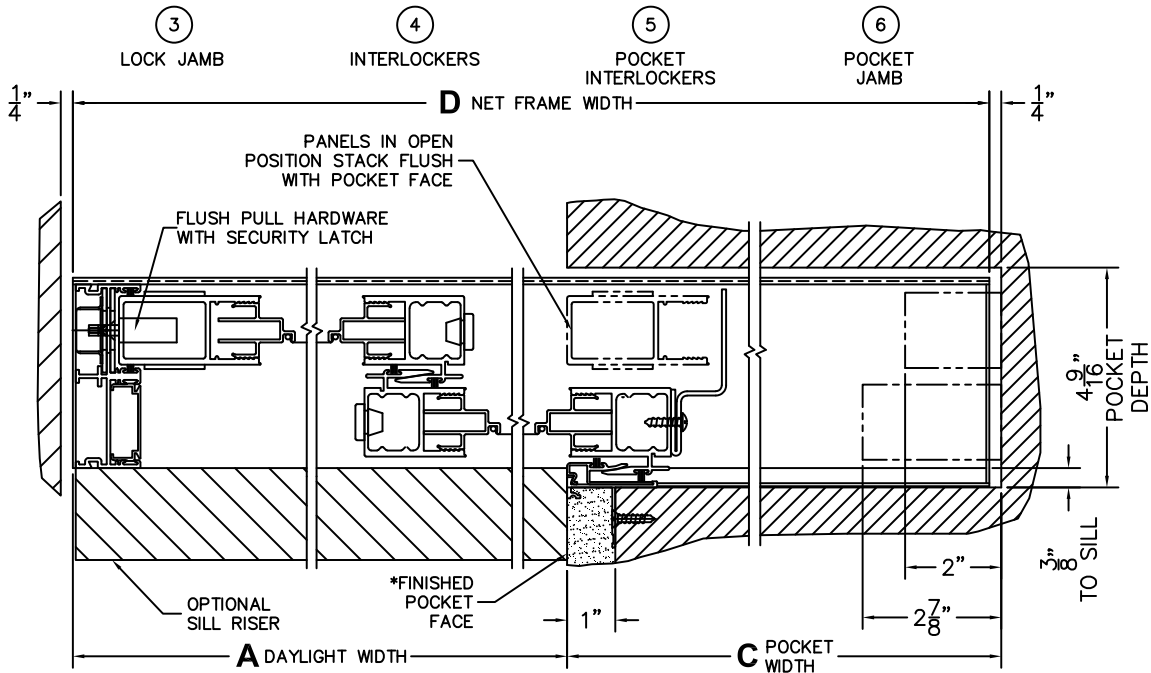 3
LOCK JAMB
4
INTERLOCKERS
5
POCKET
INTERLOCKERS
6
POCKET
JAMB
1/4"
D NET FRAME WIDTH
1/4"
PANELS IN OPEN
POSITION STACK FLUSH
WITH POCKET FACE
FLUSH PULL HARDWARE
WITH SECURITY LATCH
4 9/16"
POCKET
DEPTH
3/8"
TO SILL
2"
2 7/8"
1"
*FINISHED
POCKET
FACE
OPTIONAL
SILL RISER
A DAYLIGHT WIDTH
C POCKET
WIDTH